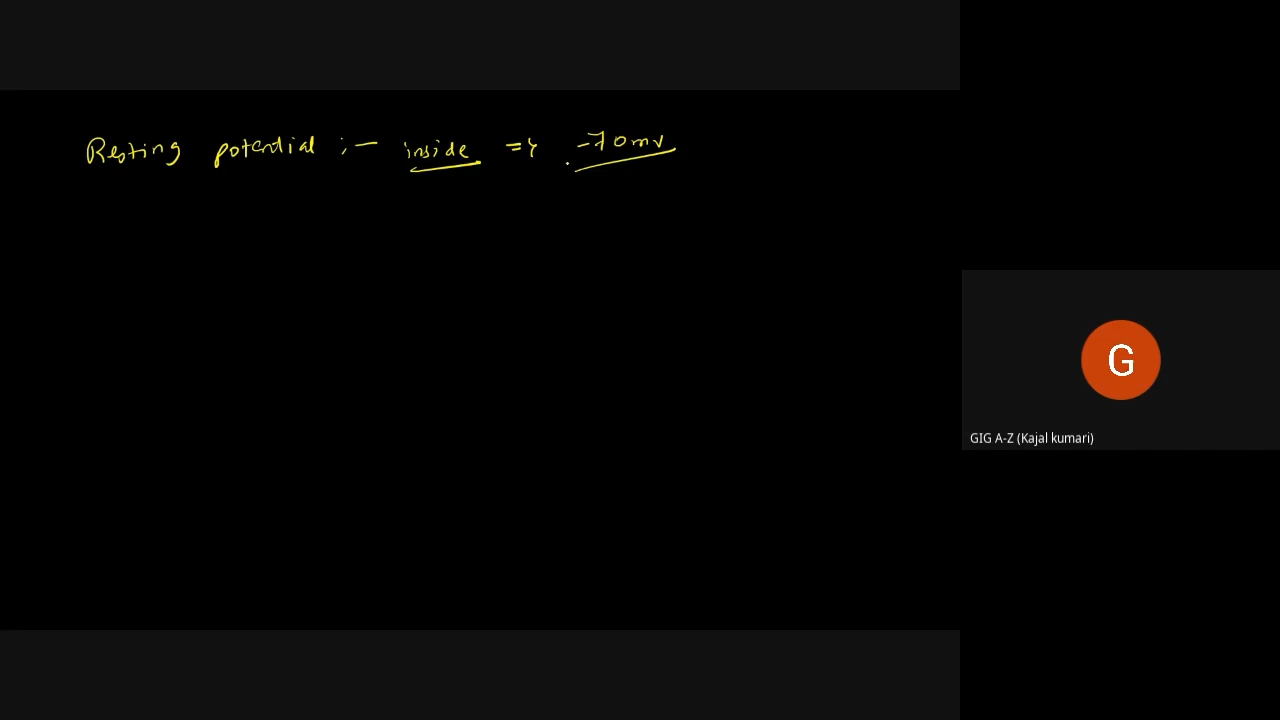 Resting potential :- inside => -70mv
G
GIG A-Z (Kajal kumari)